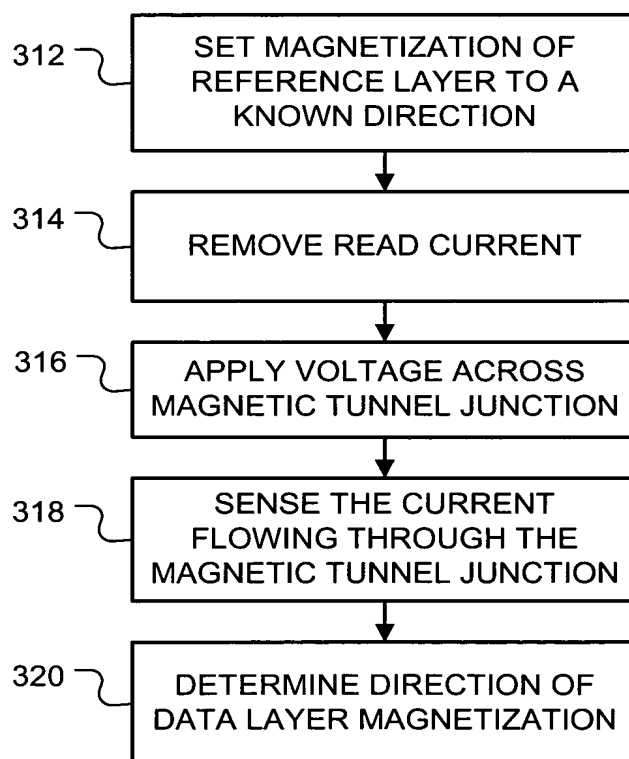 312
SET MAGNETIZATION OF
REFERENCE LAYER TO A
KNOWN DIRECTION
314
REMOVE READ CURRENT
316
APPLY VOLTAGE ACROSS
MAGNETIC TUNNEL JUNCTION
318
SENSE THE CURRENT
FLOWING THROUGH THE
MAGNETIC TUNNEL JUNCTION
320
DETERMINE DIRECTION OF
DATA LAYER MAGNETIZATION